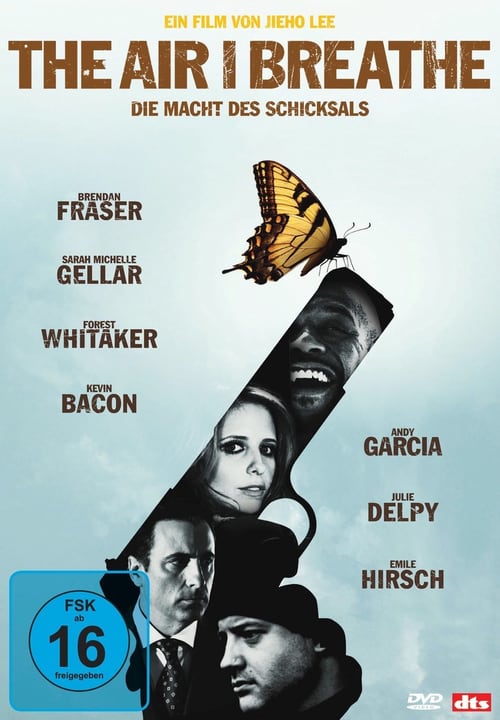 EIN FILM VON JIEHO LEE
THE AIR I BREATHE
DIE MACHT DES SCHICKSALS
BRENDAN
FRASER
SARAH MICHELLE
GELLAR
FOREST
WHITAKER
KEVIN
BACON
ANDY
GARCIA
JULIE
DELPY
EMILE
HIRSCH
FSK
ab
16
freigegeben
DVD
VIDEO
dts